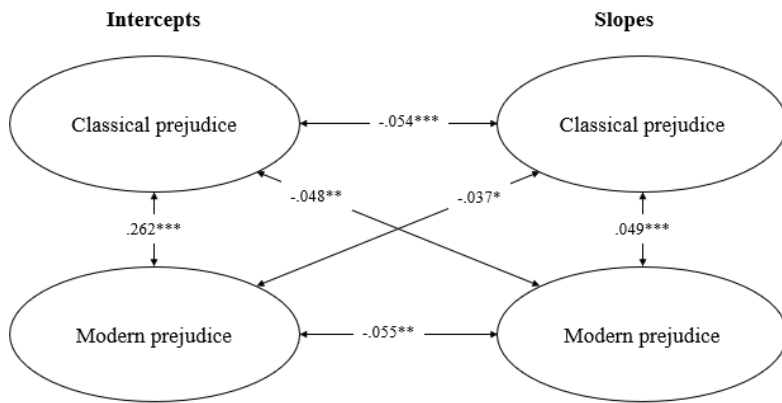 Intercepts
Slopes
Classical prejudice
-.054***
Classical prejudice
-.048**
-.037*
.262***
.049***
Modern prejudice
-.055**
Modern prejudice